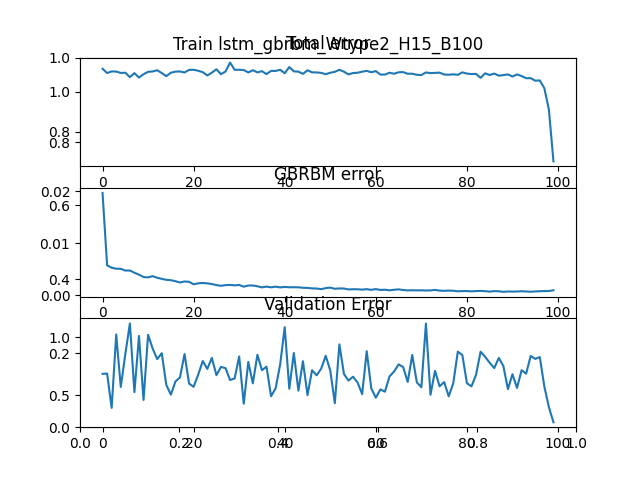 Train lstm_gbrbm_Wtype2_H15_B100
Total error
1.0
1.0
0.8
0.8
0 20 40 60 80 100
GBRBM error
0.02
0.6
0.01
0.4
0.00
0 20 40 60 80 100
Validation Error
1.0
0.2
0.5
0.0
0.0 0 0.2 20 0.4 40 0.6 60 0.8 80 100 1.0